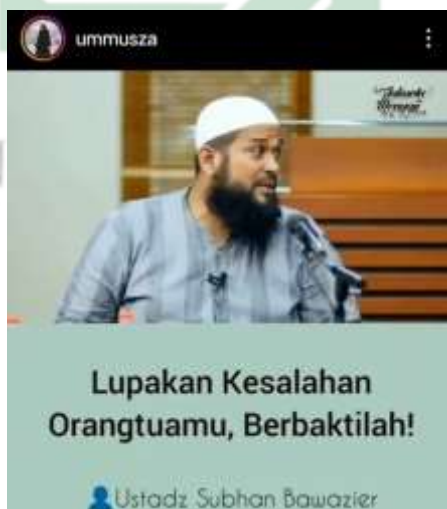 ummusza
Lupakan Kesalahan
Orangtuamu, Berbaktilah!
Ustadz Subhan Bawazier